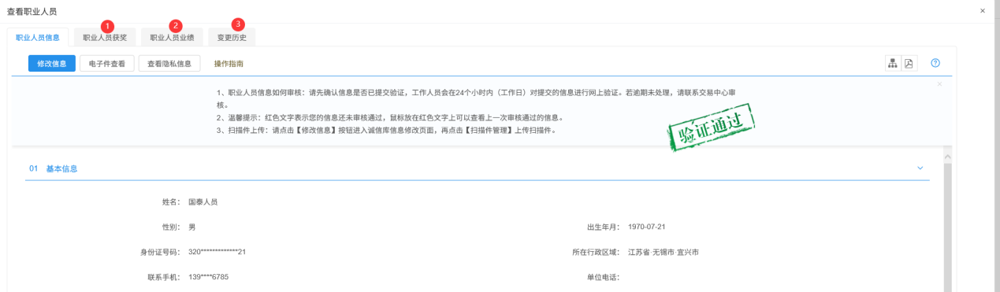 查看职业人员
×
1
2
3
职业人员信息 职业人员获奖 职业人员业绩 变更历史
修改信息 电子件查看 查看隐私信息 操作指南
?
×
1、职业人员信息如何审核：请先确认信息是否已提交验证，工作人员会在24个小时内（工作日）对提交的信息进行网上验证。若逾期未处理，请联系交易中心审
核。
2、温馨提示：红色文字表示您的信息还未审核通过，鼠标放在红色文字上可以查看上一次审核通过的信息。
3、扫描件上传：请点击【修改信息】按钮进入诚信库信息修改页面，再点击【扫描件管理】上传扫描件。
验证通过
01 基本信息
姓名： 国泰人员
性别： 男 出生年月： 1970-07-21
身份证号码： 320*************21 所在行政区域： 江苏省·无锡市·宜兴市
联系手机： 139****6785 单位电话：